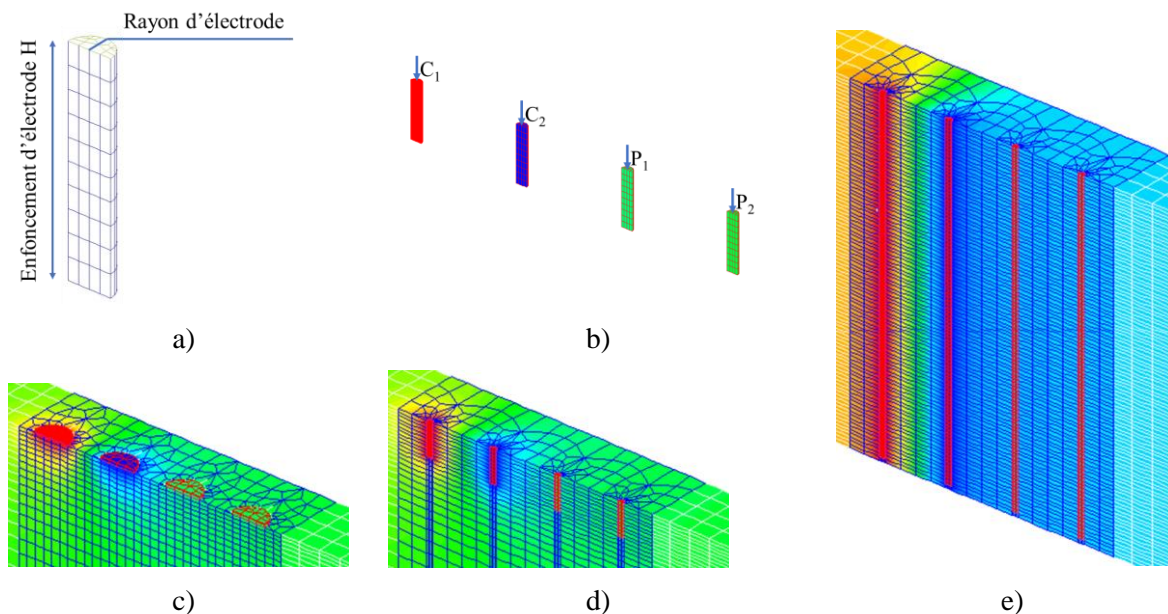 Rayon d'électrode
Enfoncement d'électrode H
a)
C1
C2
P1
P2
b)
c)
d)
e)